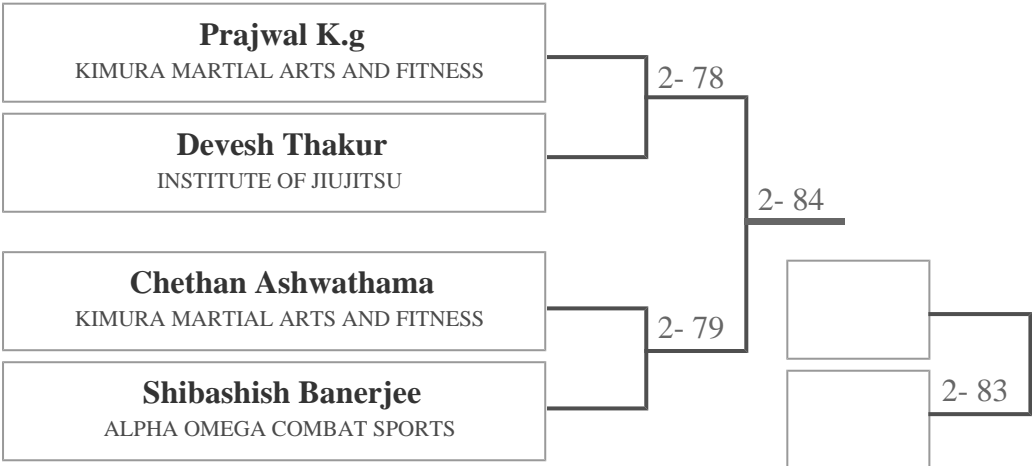 Prajwal K.g
KIMURA MARTIAL ARTS AND FITNESS
2- 78
Devesh Thakur
INSTITUTE OF JIUJITSU
2- 84
Chethan Ashwathama
KIMURA MARTIAL ARTS AND FITNESS
2- 79
Shibashish Banerjee
ALPHA OMEGA COMBAT SPORTS
2- 83